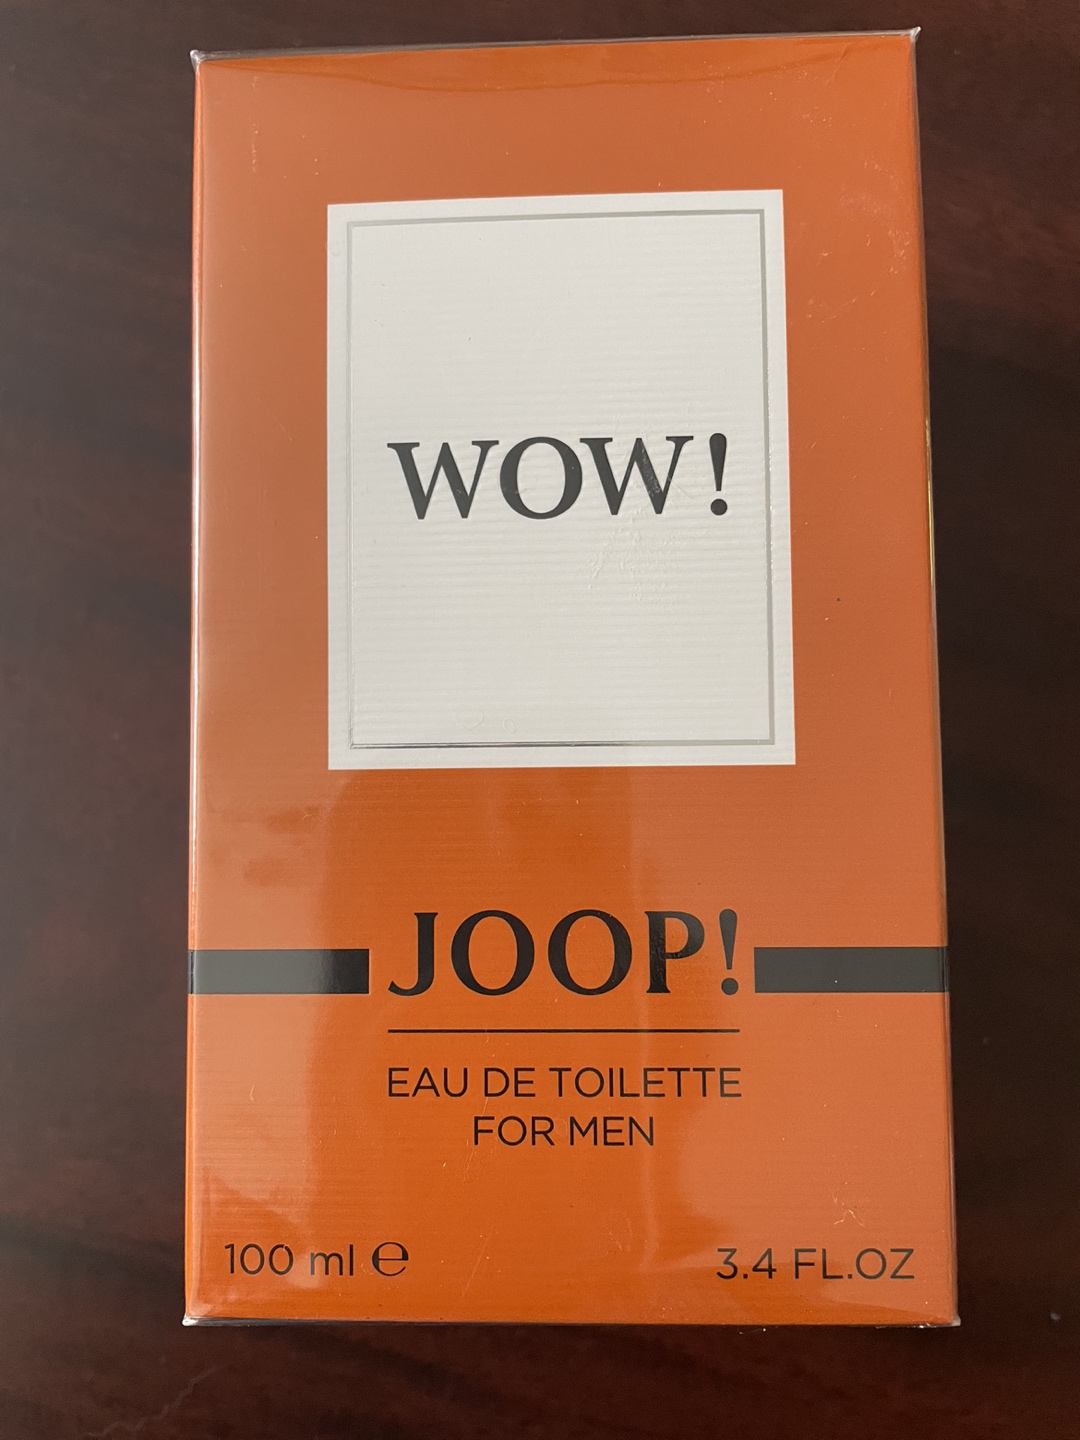 WOW!
JOOP!
EAU DE TOILETTE
FOR MEN
100 ml ℮
3.4 FL.OZ